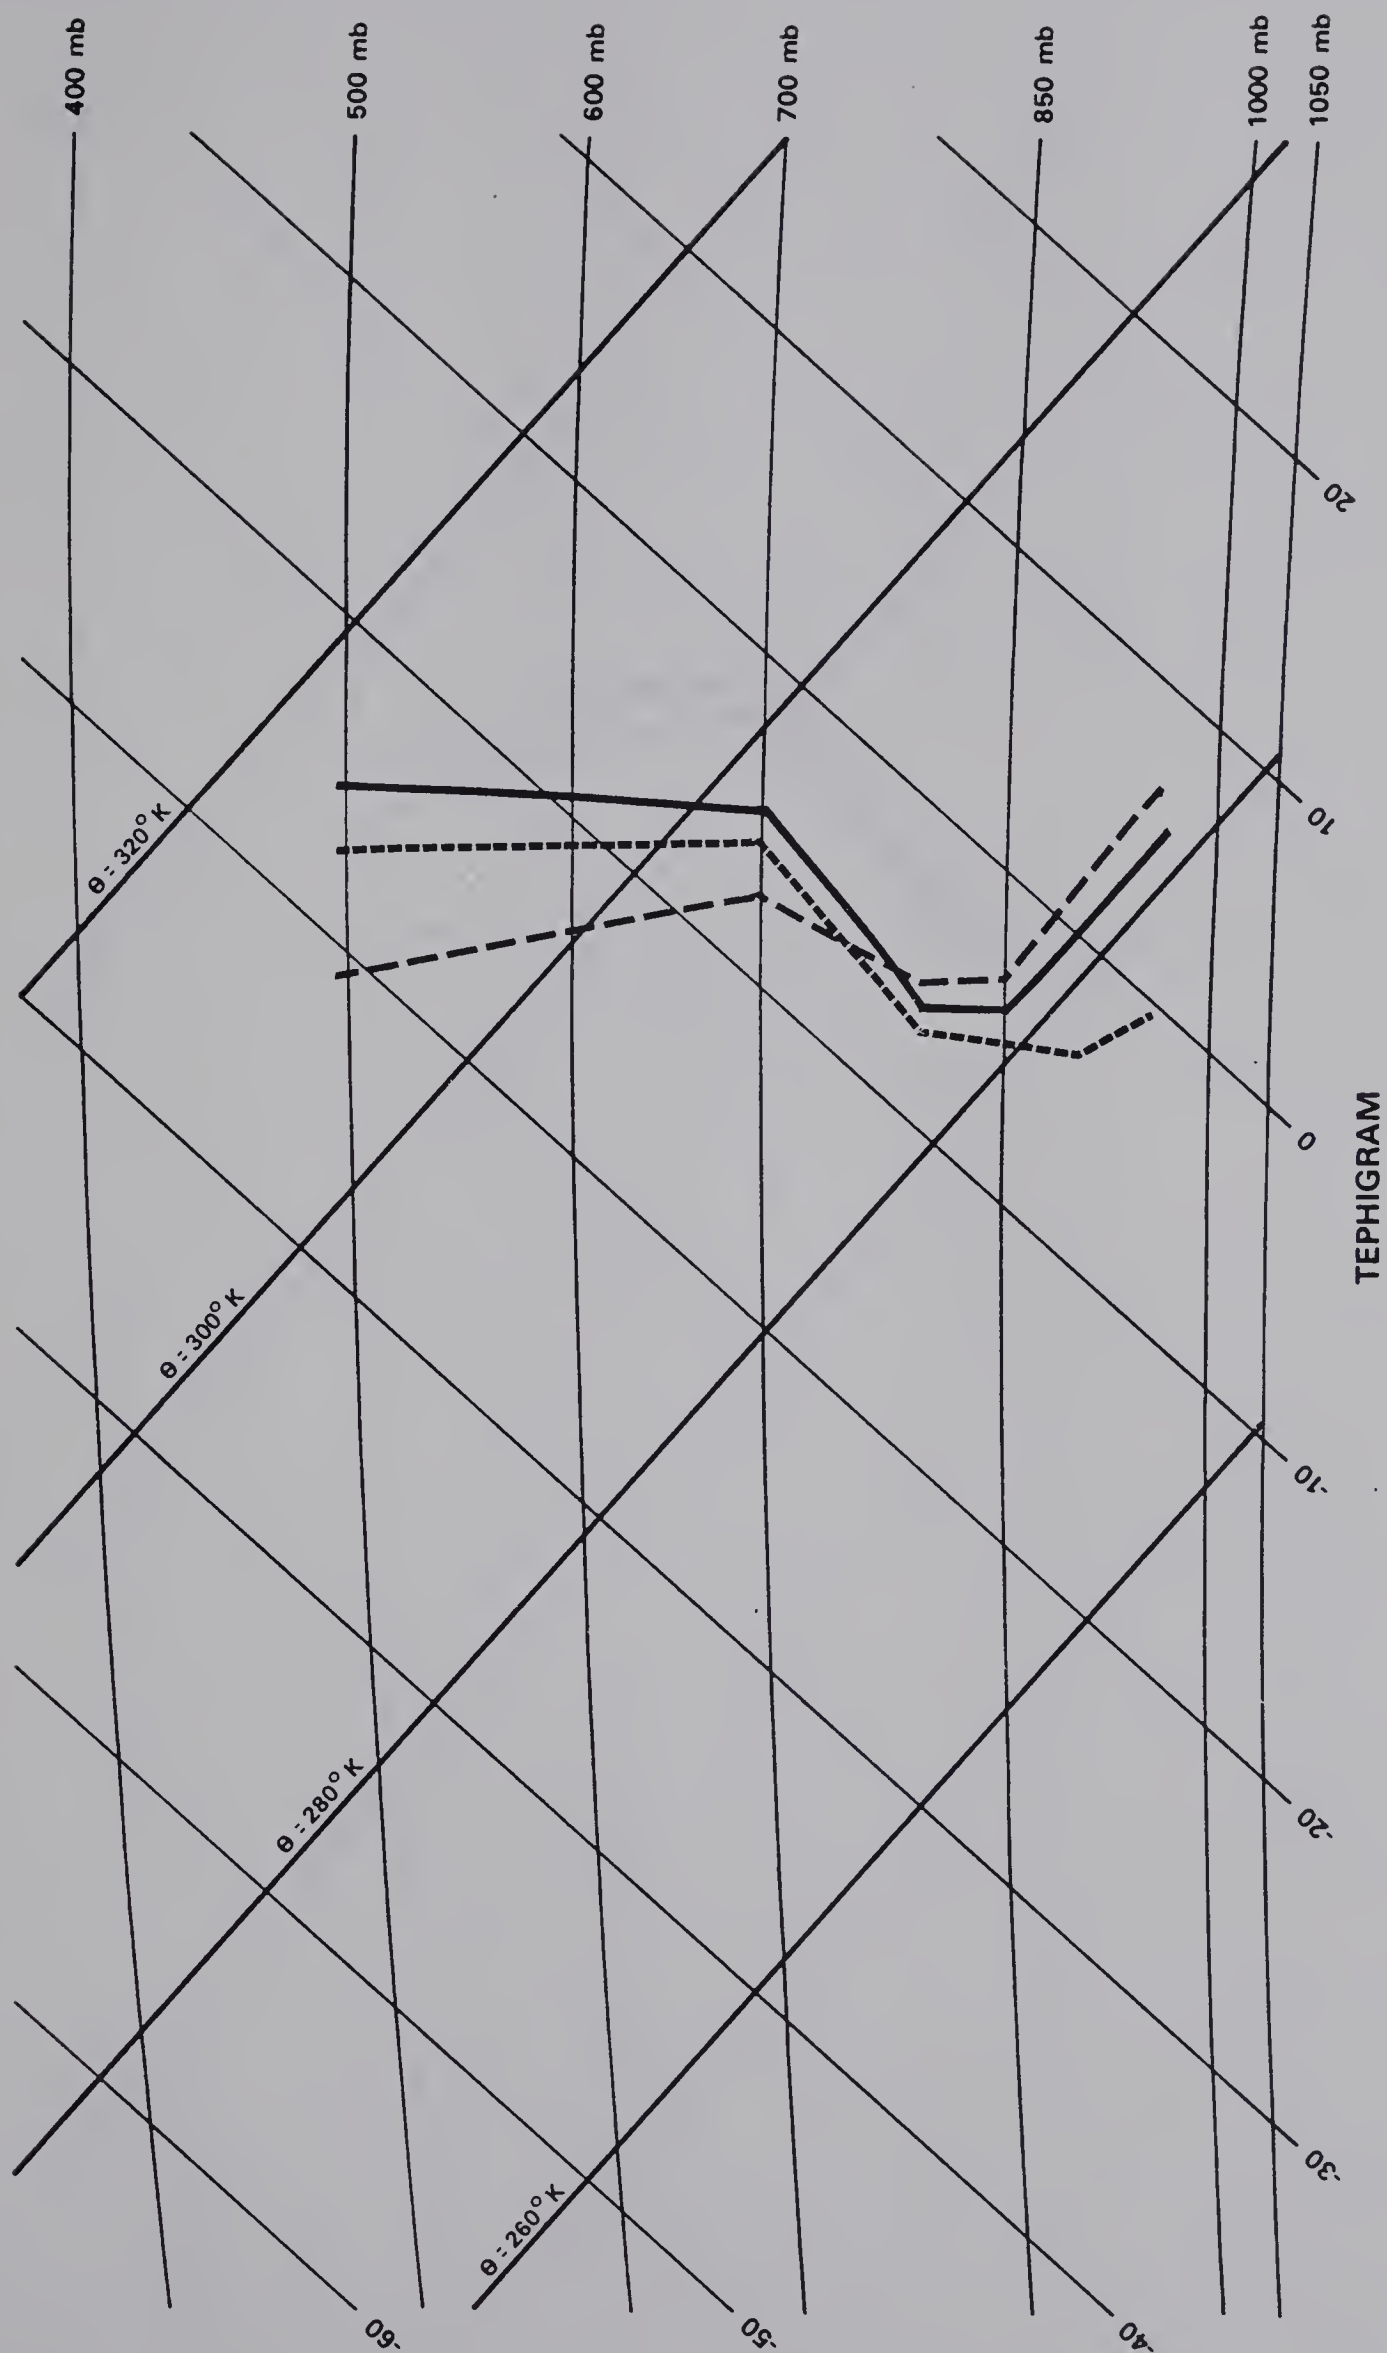 400 mb
500 mb
600 mb
700 mb
850 mb
1000 mb
1050 mb
θ = 320° K
θ = 300° K
θ = 280° K
θ = 260° K
20
10
0
-10
-20
-30
-40
-50
-60
TEPHIGRAM